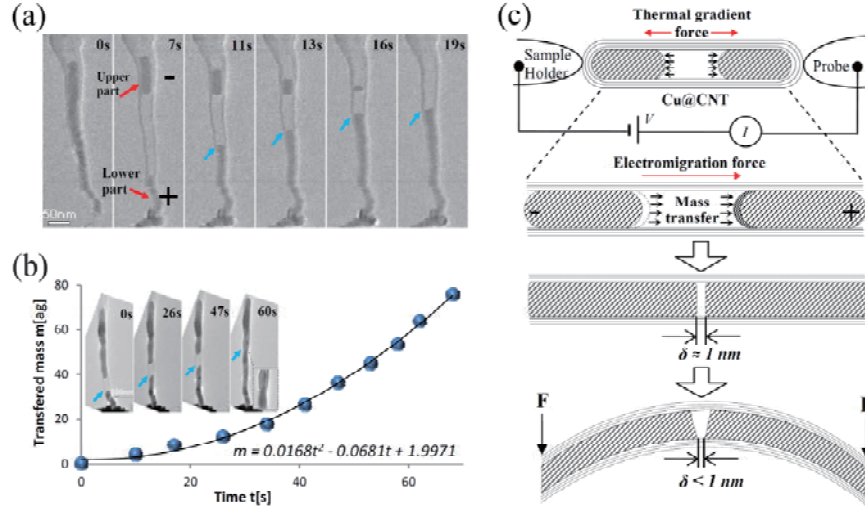 (a)
0s
7s
11s
13s
16s
19s
Upper
part
-
Lower
part
+
50nm
(b)
80
60
40
20
0
Transfered mass m[ag]
0s
26s
47s
60s
m = 0.0168t² - 0.0681t + 1.9971
0
20
40
60
Time t[s]
(c)
Thermal gradient
force
Sample
Holder
Probe
Cu@CNT
V
I
Electromigration force
-
Mass
transfer
+
δ ≈ 1 nm
F
δ < 1 nm